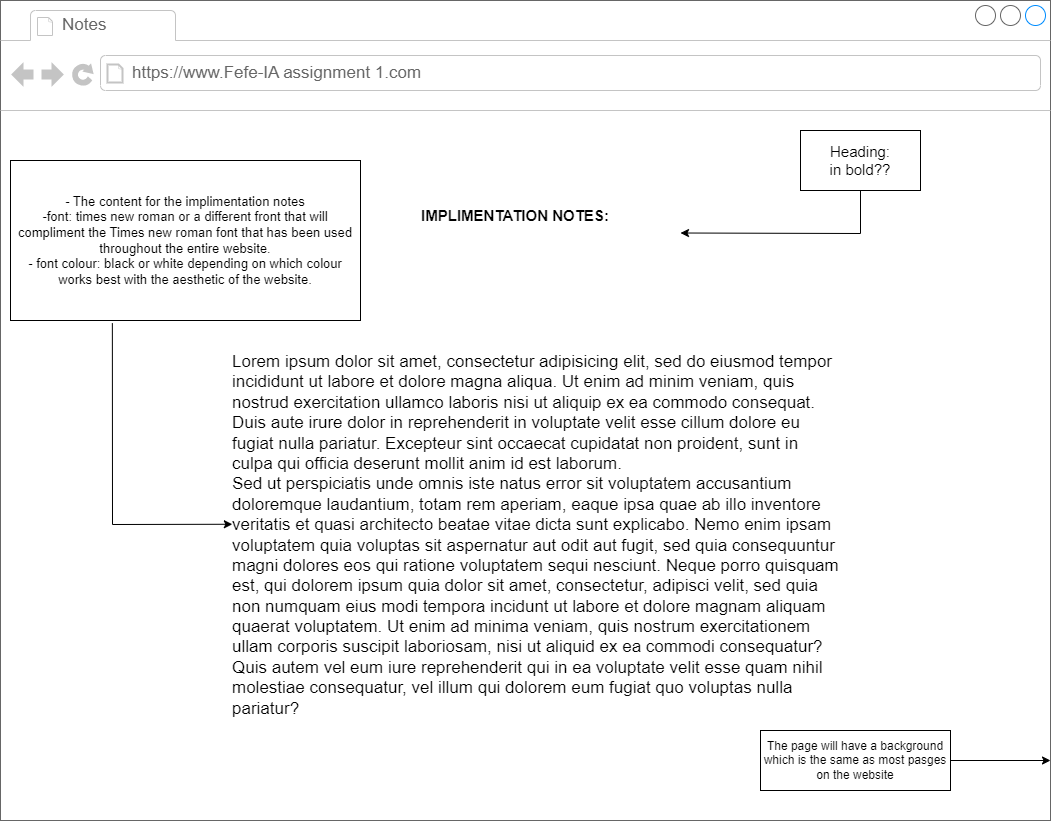 Notes
https://www.Fefe-IA assignment 1.com
Heading:
in bold??
- The content for the implimentation notes
-font: times new roman or a different front that will
compliment the Times new roman font that has been used
throughout the entire website.
- font colour: black or white depending on which colour
works best with the aesthetic of the website.
IMPLIMENTATION NOTES:
Lorem ipsum dolor sit amet, consectetur adipisicing elit, sed do eiusmod tempor
incididunt ut labore et dolore magna aliqua. Ut enim ad minim veniam, quis
nostrud exercitation ullamco laboris nisi ut aliquip ex ea commodo consequat.
Duis aute irure dolor in reprehenderit in voluptate velit esse cillum dolore eu
fugiat nulla pariatur. Excepteur sint occaecat cupidatat non proident, sunt in
culpa qui officia deserunt mollit anim id est laborum.
Sed ut perspiciatis unde omnis iste natus error sit voluptatem accusantium
doloremque laudantium, totam rem aperiam, eaque ipsa quae ab illo inventore
veritatis et quasi architecto beatae vitae dicta sunt explicabo. Nemo enim ipsam
voluptatem quia voluptas sit aspernatur aut odit aut fugit, sed quia consequuntur
magni dolores eos qui ratione voluptatem sequi nesciunt. Neque porro quisquam
est, qui dolorem ipsum quia dolor sit amet, consectetur, adipisci velit, sed quia
non numquam eius modi tempora incidunt ut labore et dolore magnam aliquam
quaerat voluptatem. Ut enim ad minima veniam, quis nostrum exercitationem
ullam corporis suscipit laboriosam, nisi ut aliquid ex ea commodi consequatur?
Quis autem vel eum iure reprehenderit qui in ea voluptate velit esse quam nihil
molestiae consequatur, vel illum qui dolorem eum fugiat quo voluptas nulla
pariatur?
The page will have a background
which is the same as most pasges
on the website